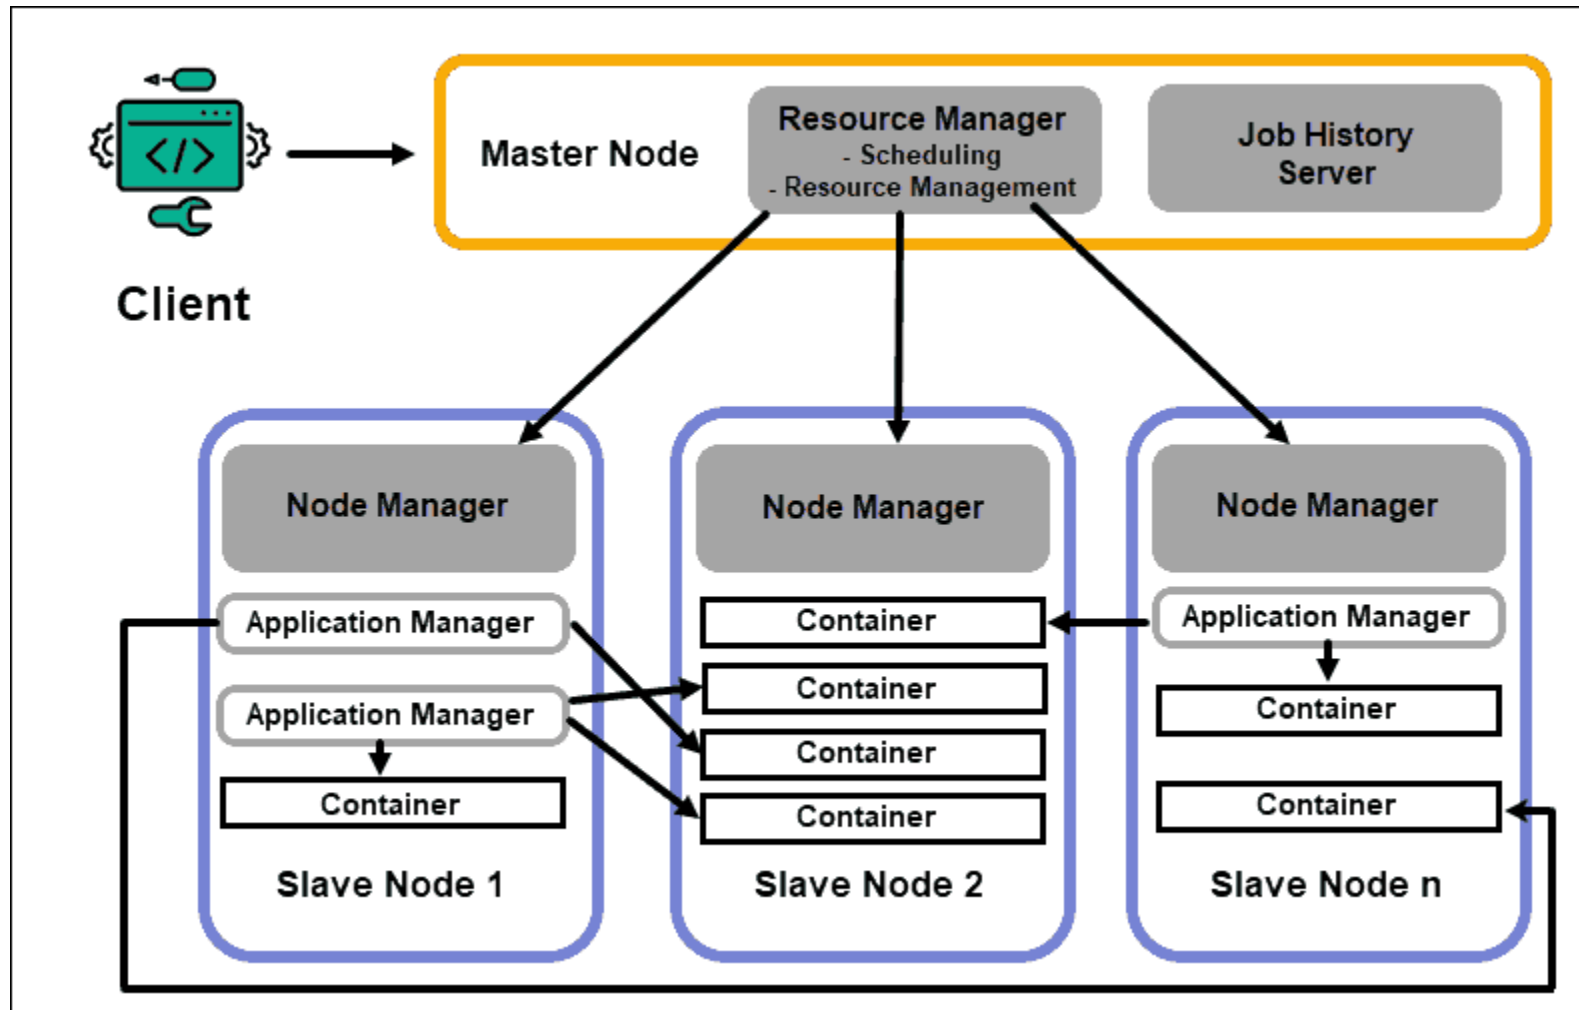 Client
Master Node
Resource Manager
- Scheduling
- Resource Management
Job History
Server
Node Manager
Application Manager
Application Manager
Container
Slave Node 1
Node Manager
Container
Container
Container
Container
Slave Node 2
Node Manager
Application Manager
Container
Container
Slave Node n